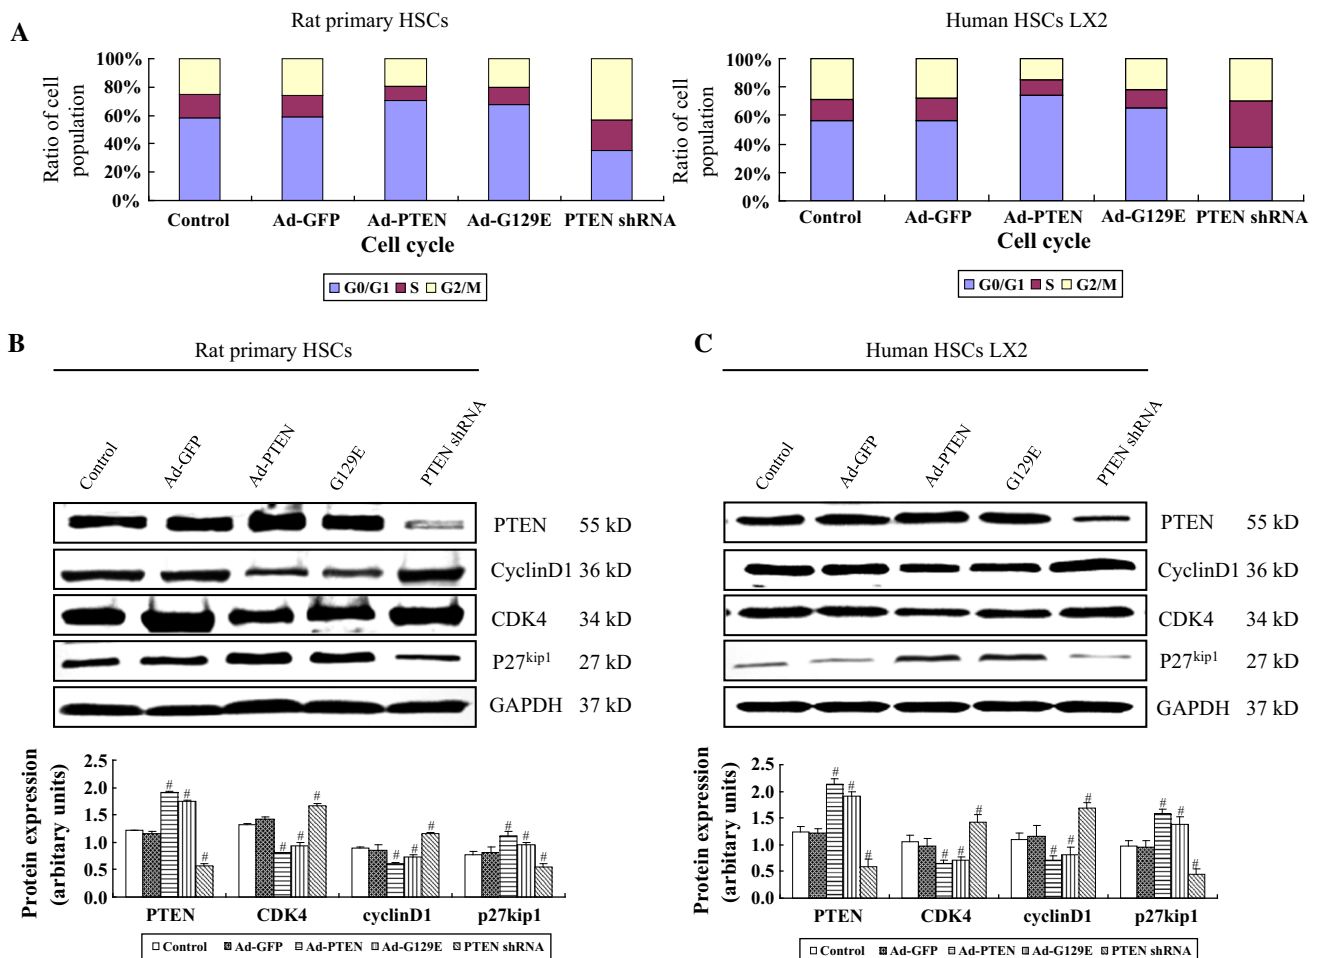 A
Rat primary HSCs
Ratio of cell
population
100%
80%
60%
40%
20%
0%
Control Ad-GFP Ad-PTEN Ad-G129E PTEN shRNA
Cell cycle
G0/G1 S G2/M
Human HSCs LX2
Ratio of cell
population
100%
80%
60%
40%
20%
0%
Control Ad-GFP Ad-PTEN Ad-G129E PTEN shRNA
Cell cycle
G0/G1 S G2/M
B
Rat primary HSCs
Control Ad-GFP Ad-PTEN G129E PTEN shRNA
PTEN 55 kD
CyclinD1 36 kD
CDK4 34 kD
P27kip1 27 kD
GAPDH 37 kD
Protein expression
(arbitary units)
2.5
2.0
1.5
1.0
0.5
0.0
# # # # # # # # # # # #
PTEN CDK4 cyclinD1 p27kip1
Control Ad-GFP Ad-PTEN Ad-G129E PTEN shRNA
C
Human HSCs LX2
Control Ad-GFP Ad-PTEN G129E PTEN shRNA
PTEN 55 kD
CyclinD1 36 kD
CDK4 34 kD
P27kip1 27 kD
GAPDH 37 kD
Protein expression
(arbitary units)
2.5
2.0
1.5
1.0
0.5
0.0
# # # # # # # # # # # #
PTEN CDK4 cyclinD1 p27kip1
Control Ad-GFP Ad-PTEN Ad-G129E PTEN shRNA